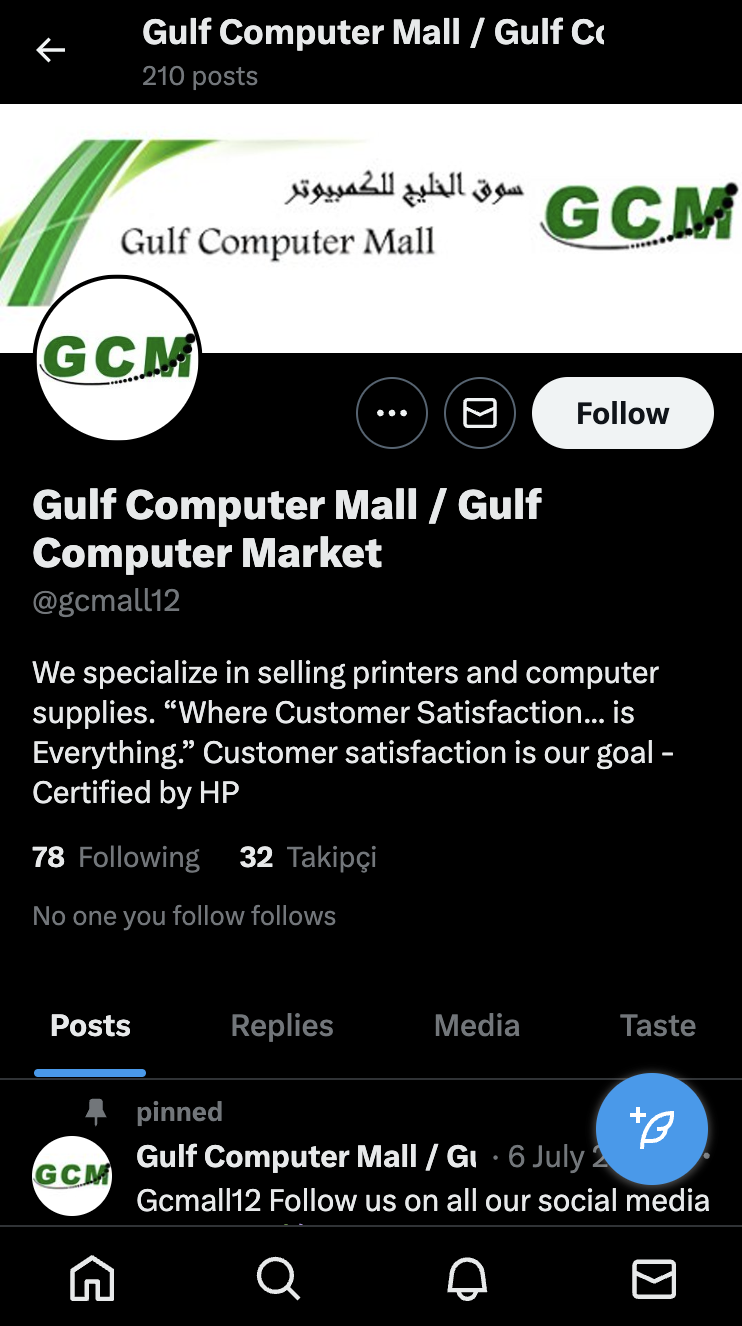 Gulf Computer Mall / Gulf Co
210 posts
سوق الخليج للكمبيوتر
Gulf Computer Mall
GCM
GCM
Follow
Gulf Computer Mall / Gulf
Computer Market
@gcmall12
We specialize in selling printers and computer
supplies. “Where Customer Satisfaction... is
Everything.” Customer satisfaction is our goal -
Certified by HP
78 Following 32 Takipçi
No one you follow follows
Posts Replies Media Taste
pinned
GCM
Gulf Computer Mall / Gu · 6 July 2
Gcmall12 Follow us on all our social media